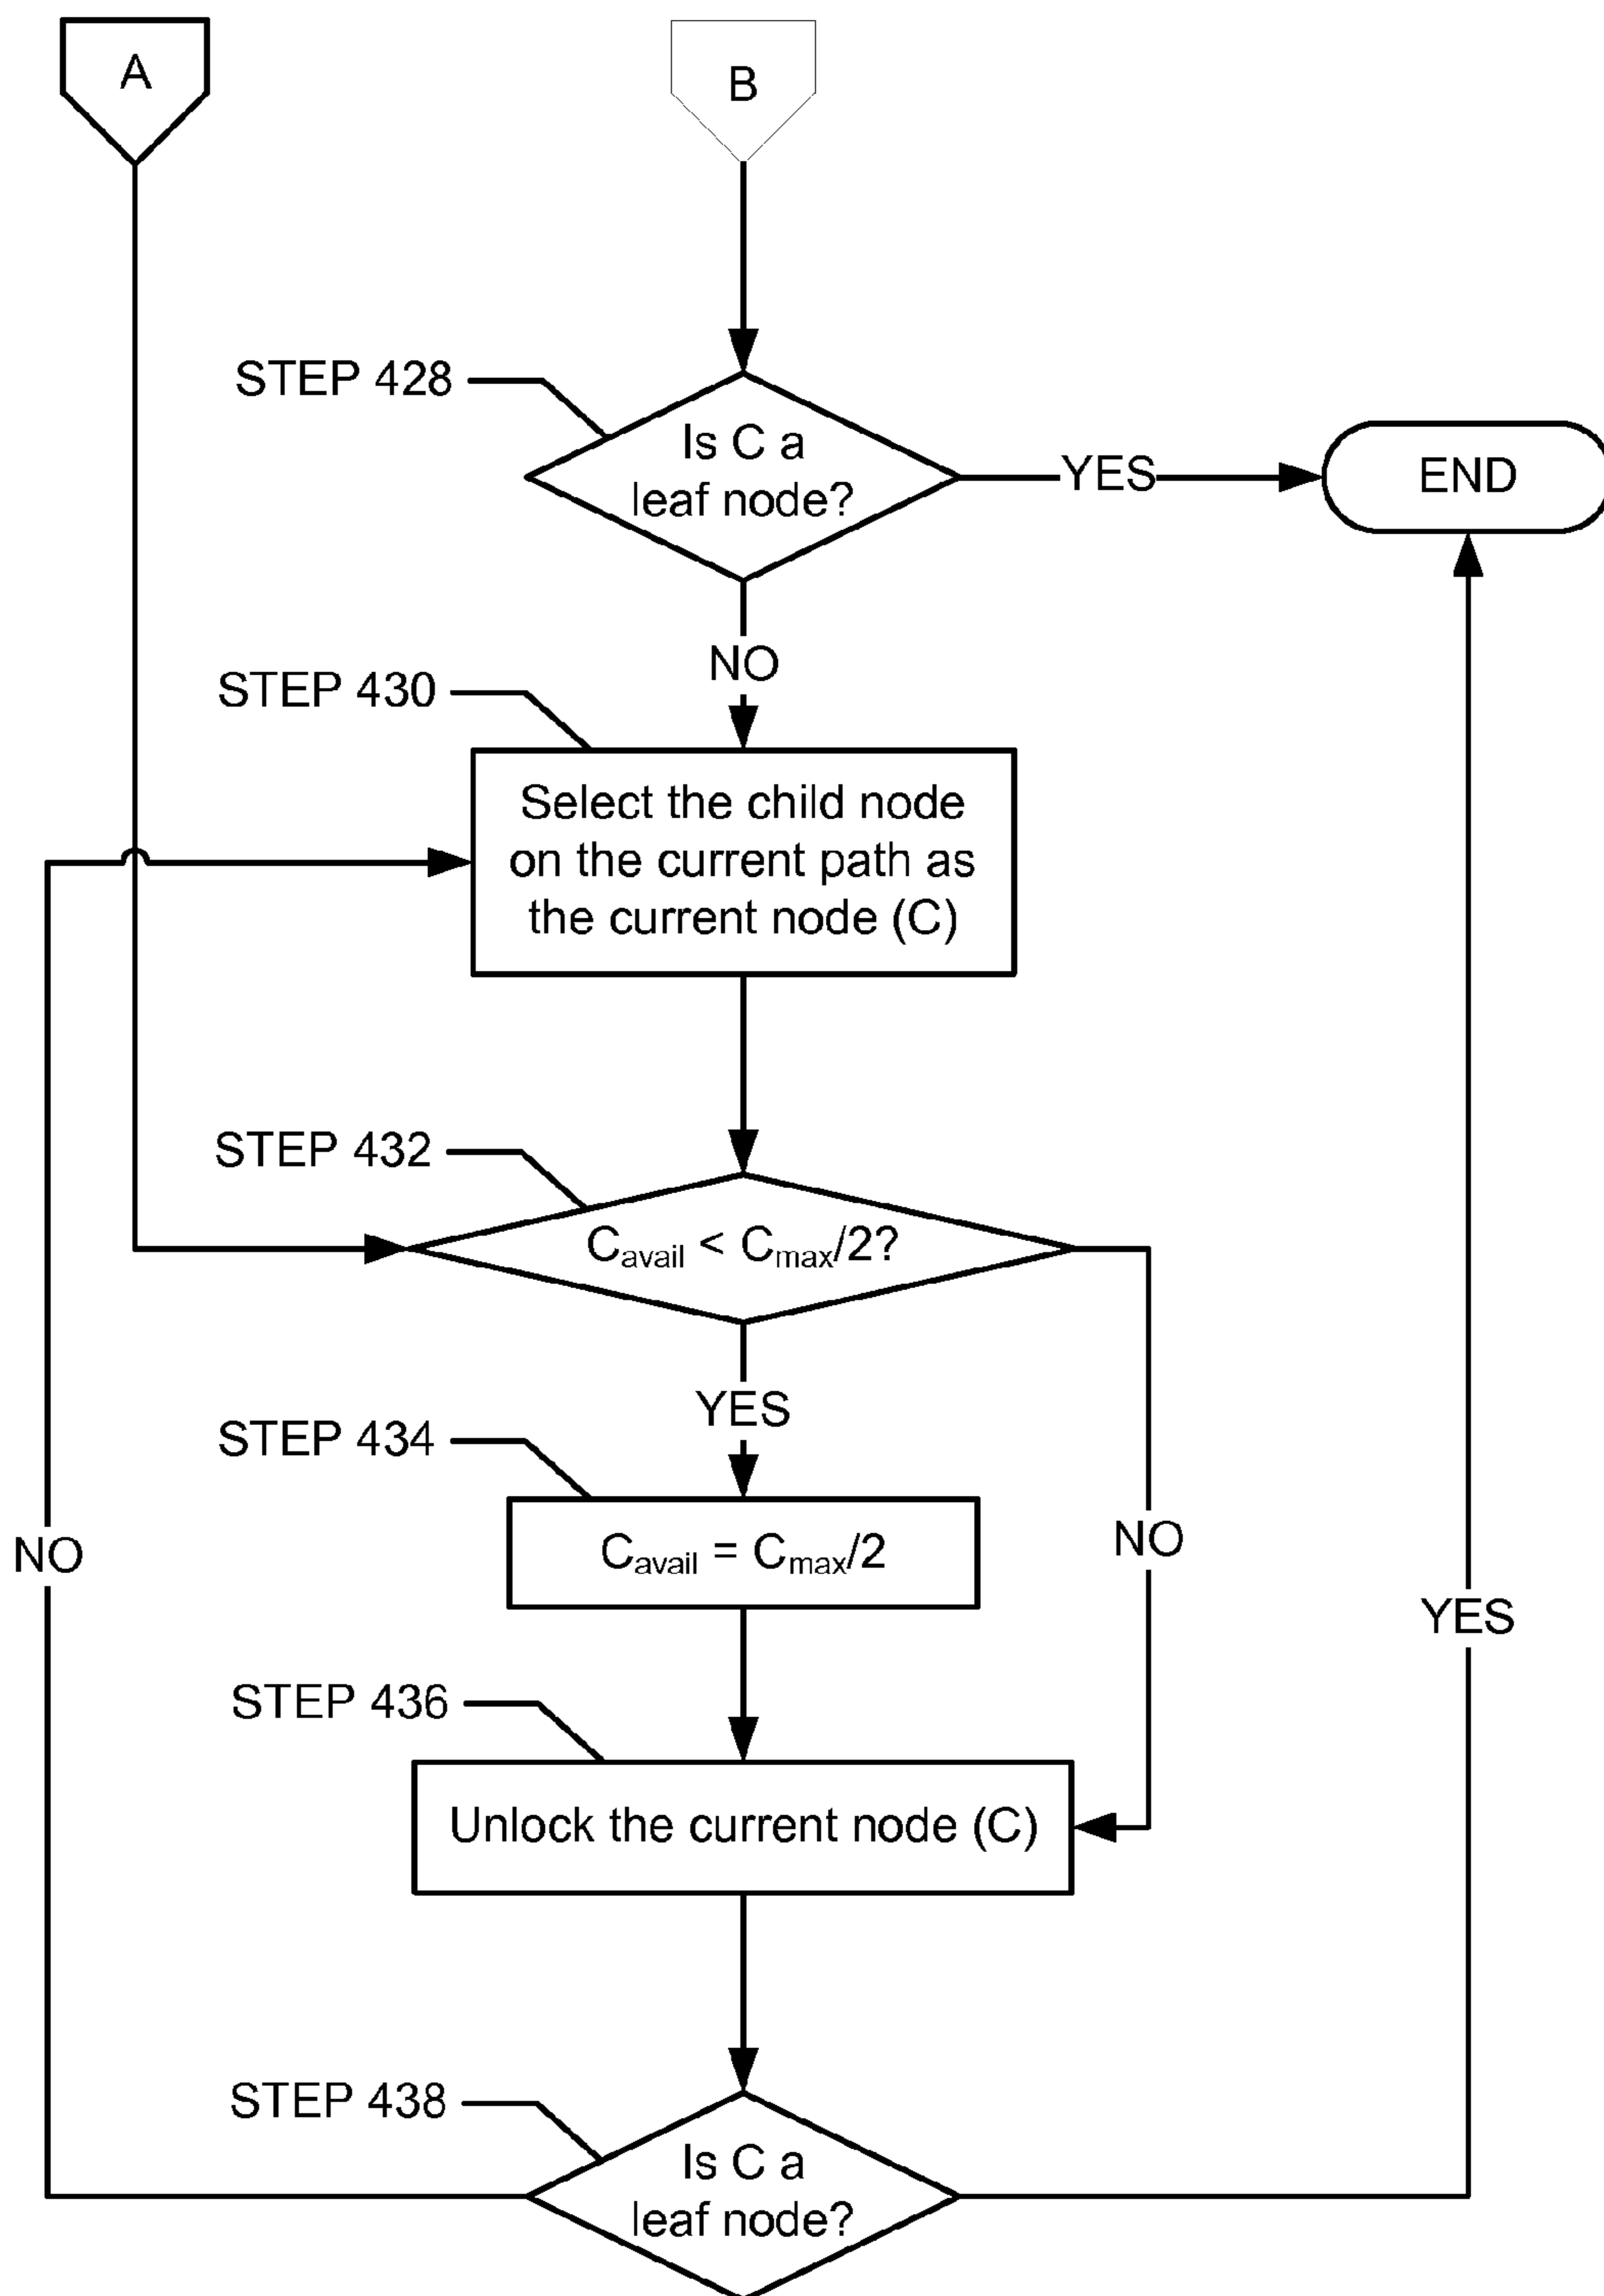 A
B
STEP 428
Is C a
leaf node?
YES
END
NO
STEP 430
Select the child node
on the current path as
the current node (C)
STEP 432
Cavail < Cmax/2?
YES
STEP 434
Cavail = Cmax/2
NO
NO
YES
STEP 436
Unlock the current node (C)
STEP 438
Is C a
leaf node?